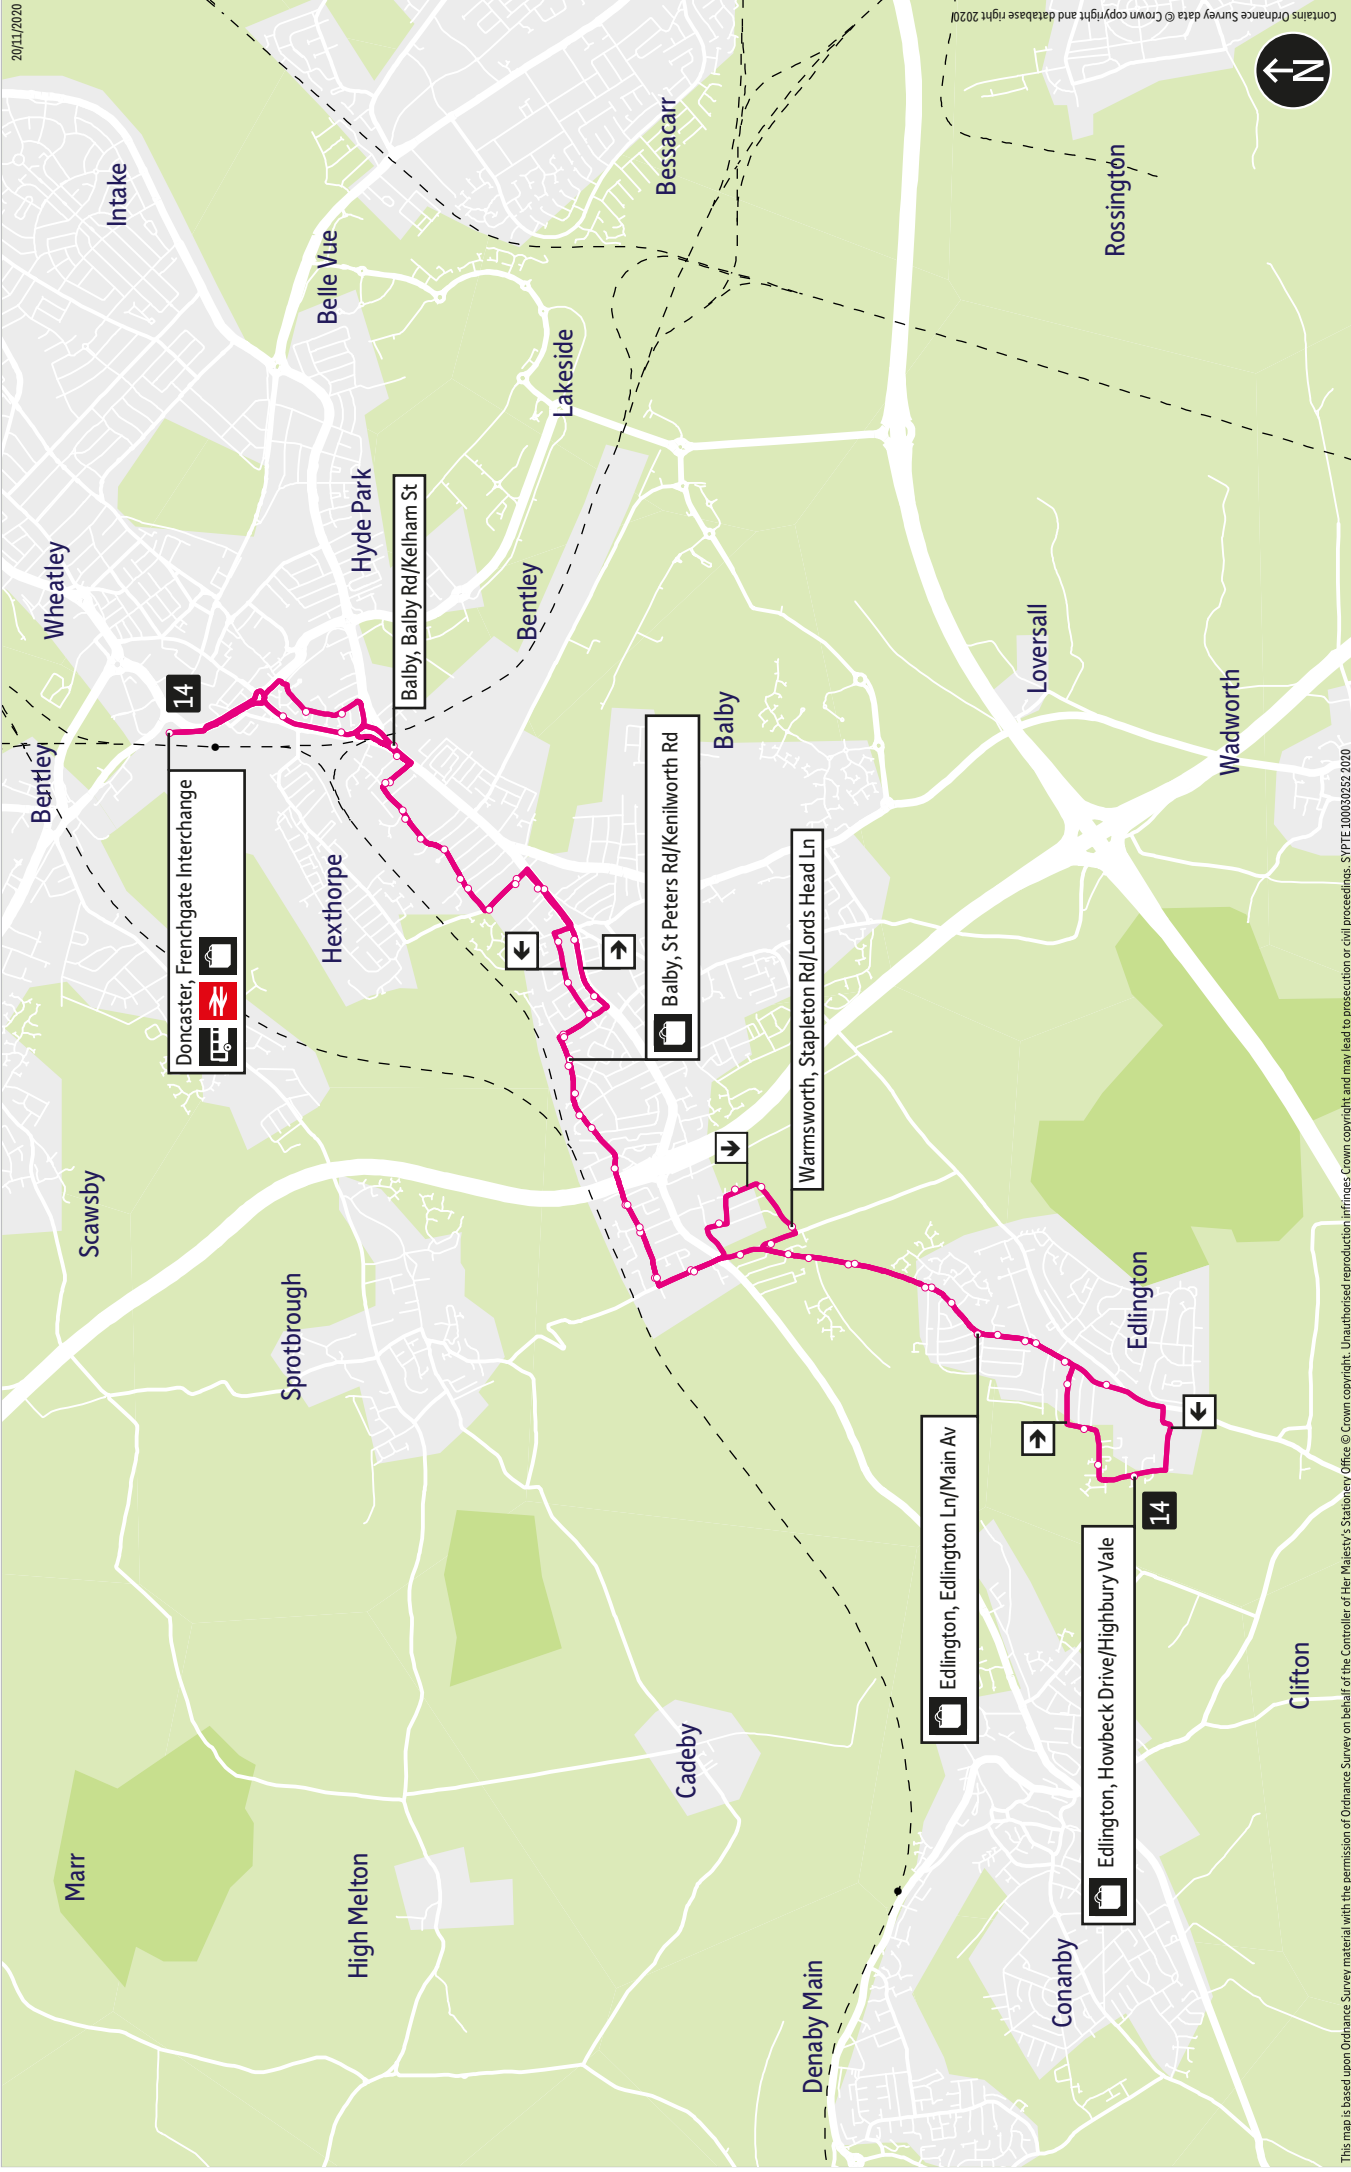 20/11/2020
Contains Ordnance Survey data © Crown copyright and database right 2020
N
Intake
Belle Vue
Bessacarr
Rossington
Lakeside
Wheatley
Hyde Park
Balby, Balby Rd/Kelham St
Bentley
14
Bentley
Doncaster, Frenchgate Interchange
Hexthorpe
Balby
Balby, St Peters Rd/Kenilworth Rd
Loversall
Wadworth
Warmsworth, Stapleton Rd/Lords Head Ln
Scawsby
Sprotbrough
Edlington
Edlington, Edlington Ln/Main Av
14
Edlington, Howbeck Drive/Highbury Vale
Clifton
Cadeby
Marr
High Melton
Conanby
Denaby Main
This map is based upon Ordnance Survey material with the permission of Ordnance Survey on behalf of the Controller of Her Majesty's Stationery Office © Crown copyright. Unauthorised reproduction infringes Crown copyright and may lead to prosecution or civil proceedings. SYPTE 100030252 2020